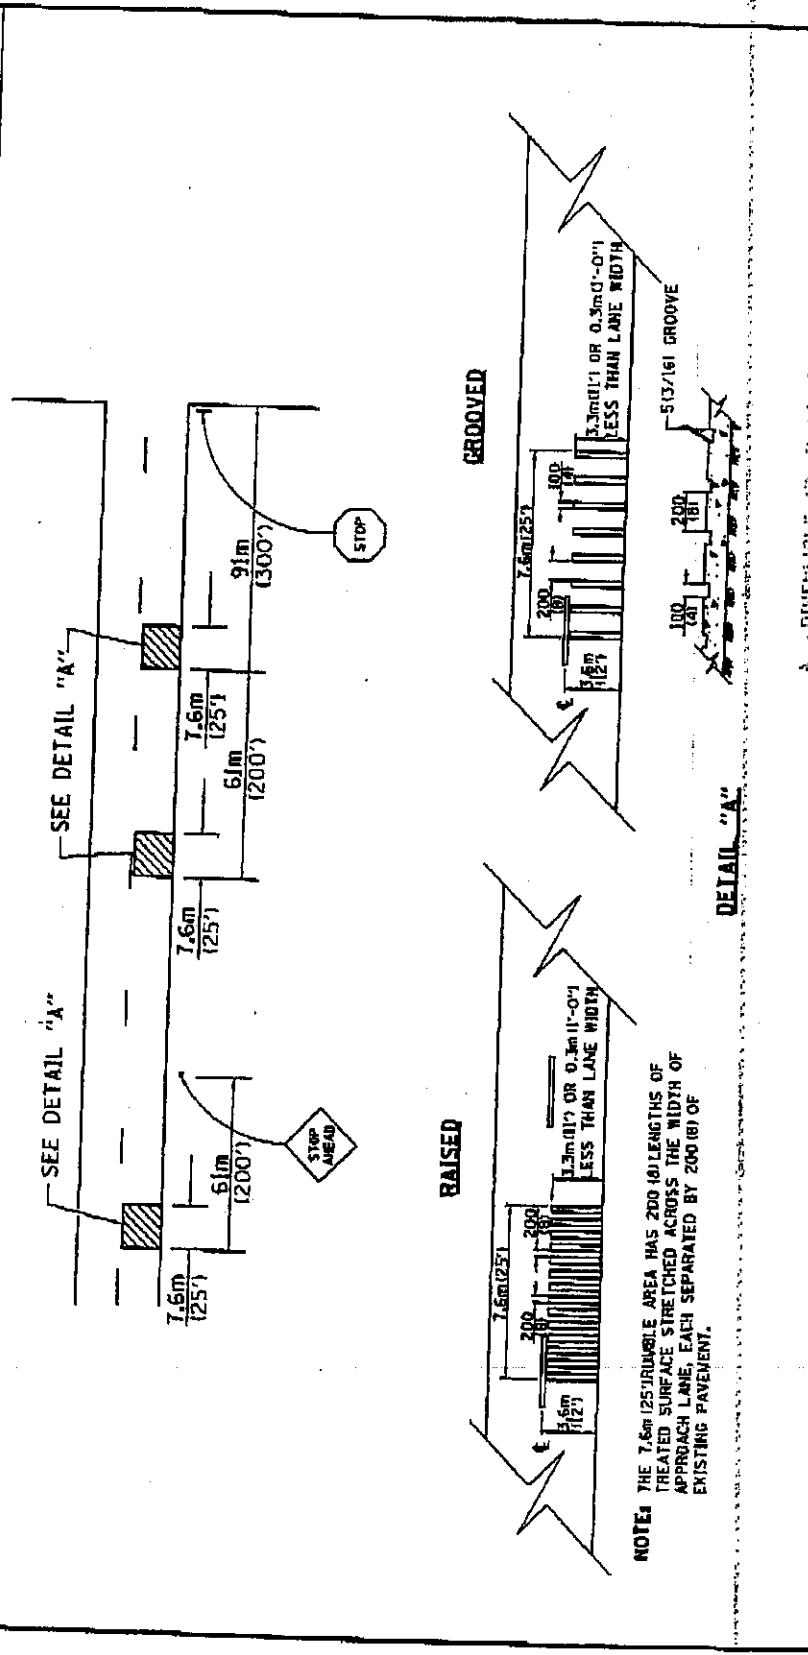 SEE DETAIL "A"
SEE DETAIL "A"
7.6m
(25')
61m
(200')
STOP
AHEAD
7.6m
(25')
7.6m
(25')
61m
(200')
91m
(300')
STOP
RAISED
7.6m(25')
200
(8)
200
(8)
3.6m
(12')
3.3m(11') OR 0.3m(1'-0")
LESS THAN LANE WIDTH
NOTE: THE 7.6m(25')RUMBLE AREA HAS 200 (8) LENGTHS OF
TREATED SURFACE STRETCHED ACROSS THE WIDTH OF
APPROACH LANE, EACH SEPARATED BY 200 (8) OF
EXISTING PAVEMENT.
GROOVED
7.6m(25')
200
(8)
100
(4)
3.6m
(12')
3.3m(11') OR 0.3m(1'-0")
LESS THAN LANE WIDTH
100
(4)
200
(8)
5(3/16) GROOVE
DETAIL "A"